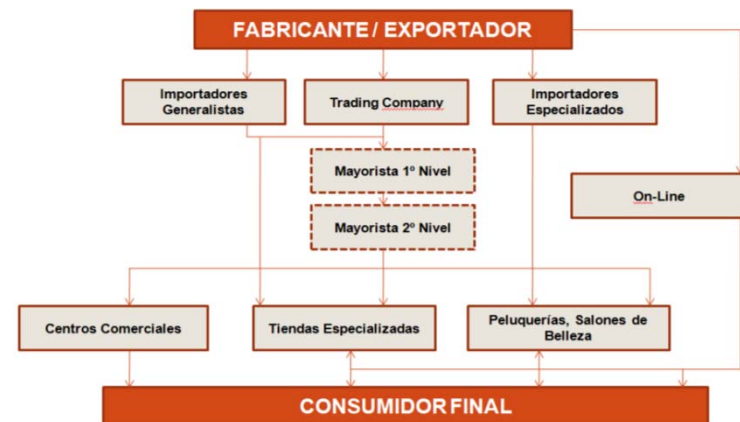 FABRICANTE / EXPORTADOR
Importadores
Generalistas
Trading Company
Importadores
Especializados
Mayorista 1º Nivel
On-Line
Mayorista 2º Nivel
Centros Comerciales
Tiendas Especializadas
Peluquerías, Salones de
Belleza
CONSUMIDOR FINAL